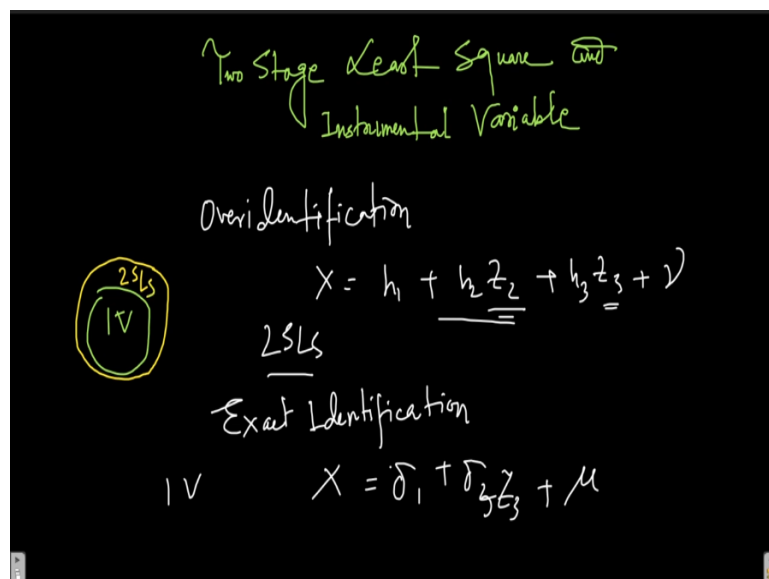 Two Stage Least Square and
Instrumental Variable
Overidentification
X = h₁ + h₂Z₂ + h₃Z₃ + ν
2SLS
IV
2SLS
Exact Identification
IV X = δ₁ + δ₃Z₃ + μ